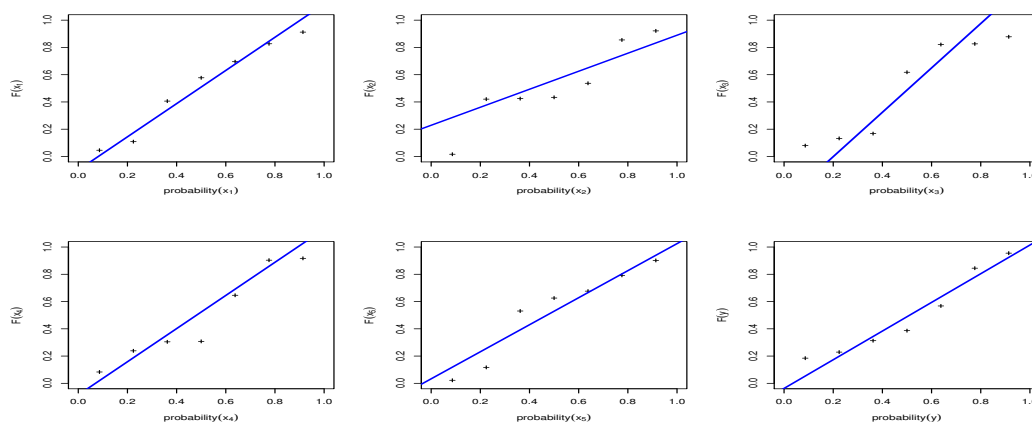 F(x₁)
0.0 0.2 0.4 0.6 0.8 1.0
0.0 0.2 0.4 0.6 0.8 1.0
probability(x₁)
F(x₂)
0.0 0.2 0.4 0.6 0.8 1.0
0.0 0.2 0.4 0.6 0.8 1.0
probability(x₂)
F(x₃)
0.0 0.2 0.4 0.6 0.8 1.0
0.0 0.2 0.4 0.6 0.8 1.0
probability(x₃)
F(x₄)
0.0 0.2 0.4 0.6 0.8 1.0
0.0 0.2 0.4 0.6 0.8 1.0
probability(x₄)
F(x₅)
0.0 0.2 0.4 0.6 0.8 1.0
0.0 0.2 0.4 0.6 0.8 1.0
probability(x₅)
F(y)
0.0 0.2 0.4 0.6 0.8 1.0
0.0 0.2 0.4 0.6 0.8 1.0
probability(y)